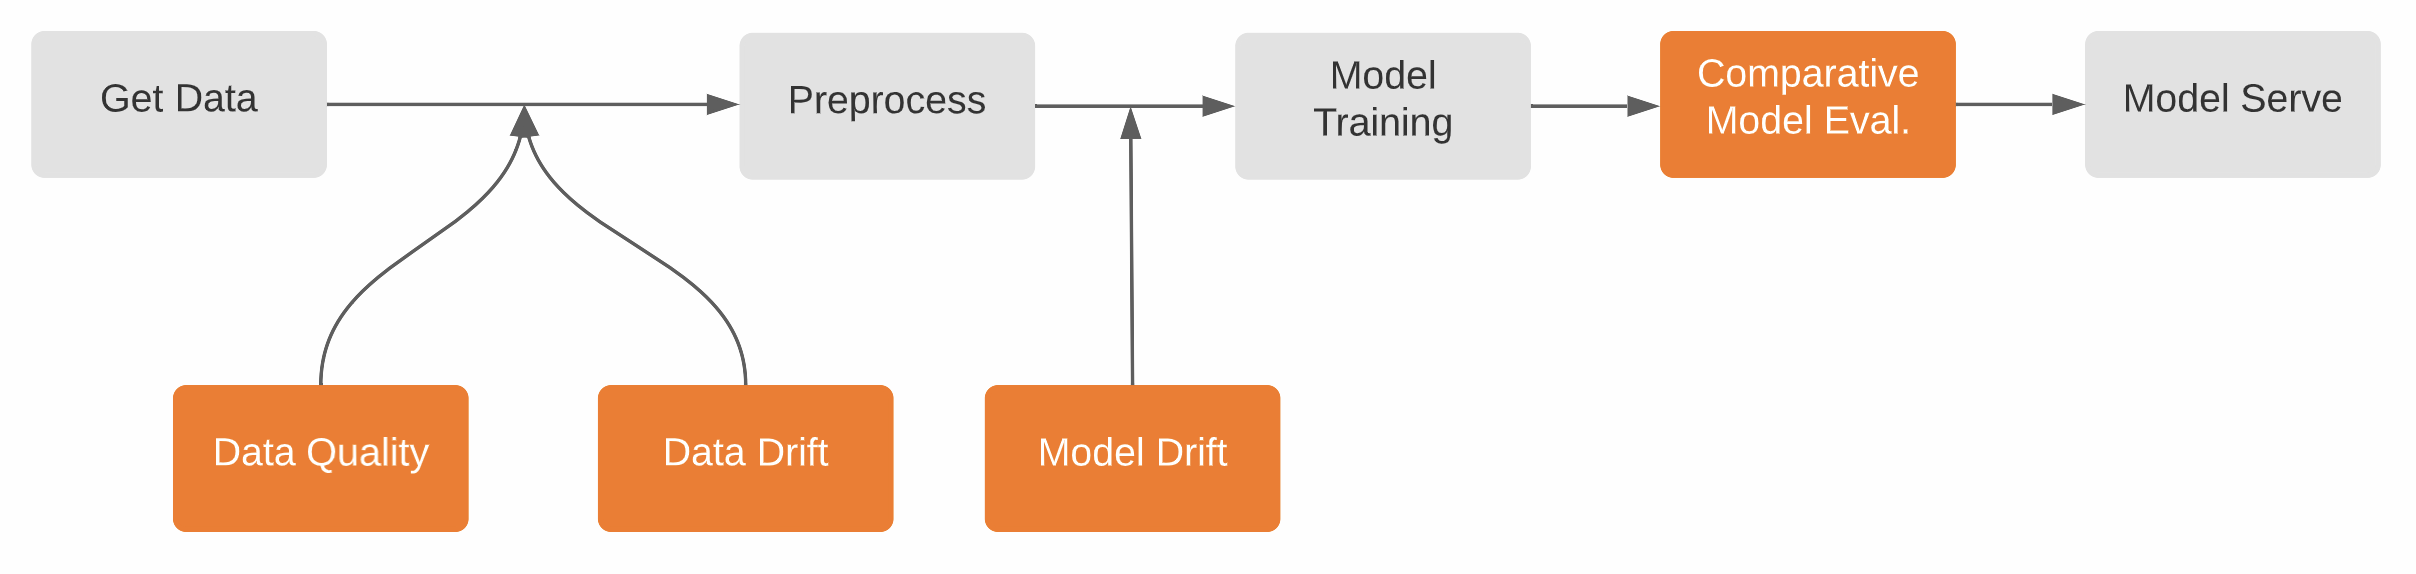 Get Data
Preprocess
Model
Training
Comparative
Model Eval.
Model Serve
Data Quality
Data Drift
Model Drift